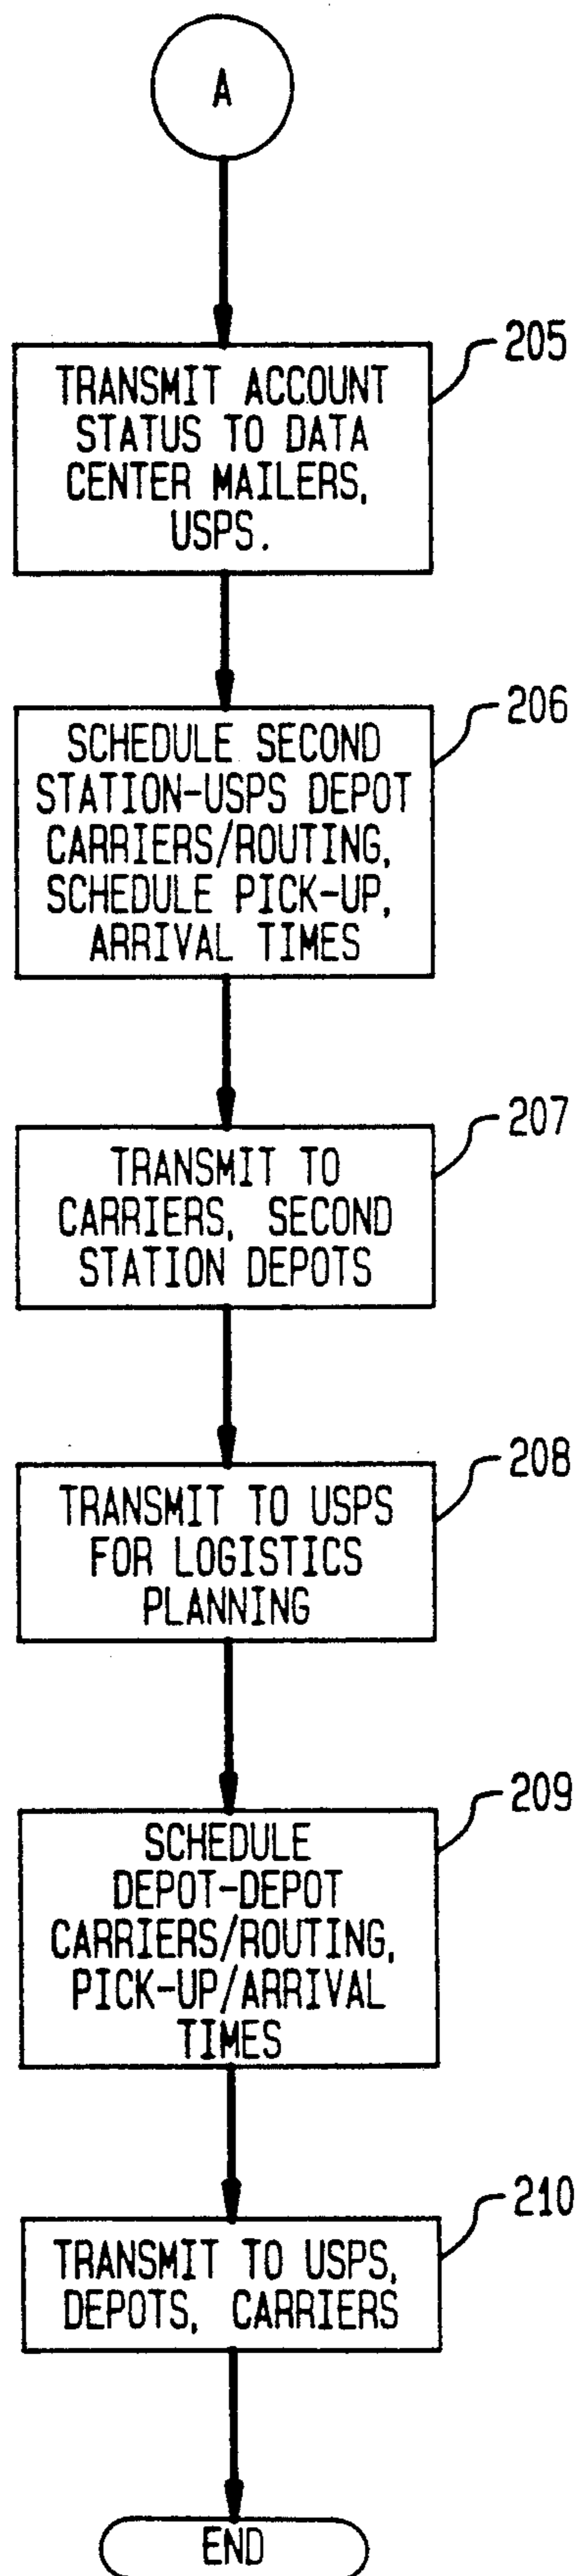 A
205
TRANSMIT ACCOUNT
STATUS TO DATA
CENTER MAILERS,
USPS.
206
SCHEDULE SECOND
STATION-USPS DEPOT
CARRIERS/ROUTING,
SCHEDULE PICK-UP,
ARRIVAL TIMES
207
TRANSMIT TO
CARRIERS, SECOND
STATION DEPOTS
208
TRANSMIT TO USPS
FOR LOGISTICS
PLANNING
209
SCHEDULE
DEPOT-DEPOT
CARRIERS/ROUTING,
PICK-UP/ARRIVAL
TIMES
210
TRANSMIT TO USPS,
DEPOTS, CARRIERS
END